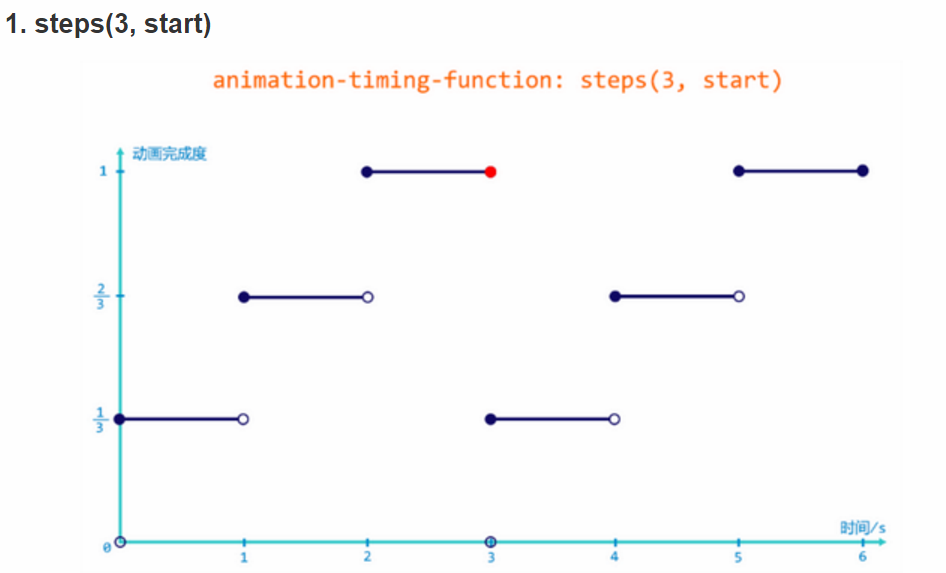 1. steps(3, start)
animation-timing-function: steps(3, start)
动画完成度
1
2/3
1/3
时间/s
0
1 2 3 4 5 6